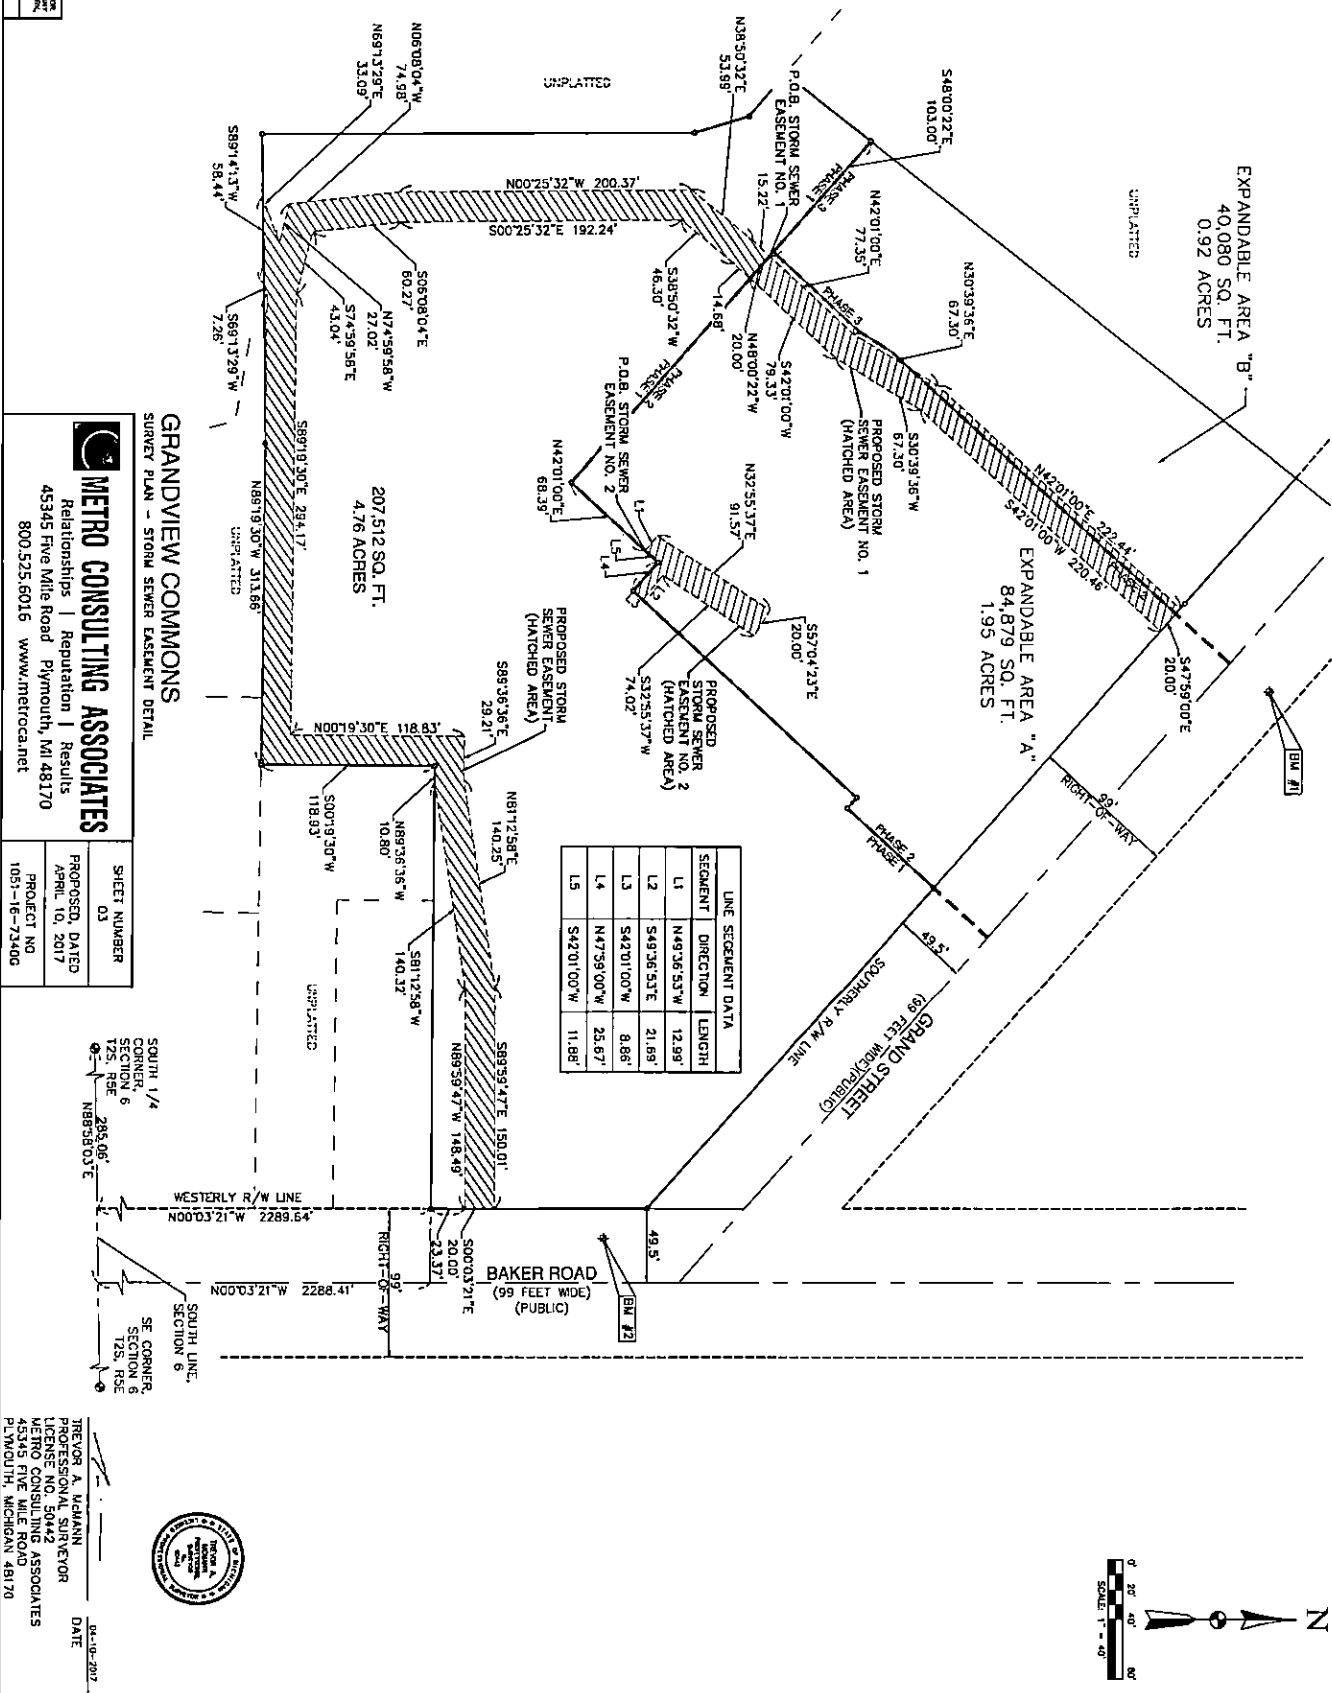 EXPANDABLE AREA "B"
40,080 SQ. FT.
0.92 ACRES
UNPLATTED
S48°00'22"E
103.00'
UNPLATTED
N38°50'32"E
53.99'
P.O.B. STORM SEWER
EASEMENT NO. 1
15.22'
PHASE 3
PHASE 1
N42°01'00"E
77.35'
PHASE 3
N30°39'36"E
67.30'
N42°01'00"E 222.44'
PHASE 2
S42°01'00"W 220.46'
EXPANDABLE AREA "A"
84,879 SQ. FT.
1.95 ACRES
S47°59'00"E
20.00'
BM #1
99'
RIGHT-OF-WAY
S30°39'36"W
67.30'
PROPOSED STORM
SEWER EASEMENT NO. 1
(HATCHED AREA)
S42°01'00"W
79.33'
N48°00'22"W
20.00'
14.68'
S38°50'32"W
46.30'
PHASE 2
PHASE 1
P.O.B. STORM SEWER
EASEMENT NO. 2
N42°01'00"E
68.39'
L1
L5
L4
L3
N32°55'37"E
91.57'
S57°04'23"E
20.00'
S32°55'37"W
74.02'
PROPOSED
STORM SEWER
EASEMENT NO. 2
(HATCHED AREA)
PHASE 2
PHASE 1
N06°08'04"W
74.98'
N69°13'29"E
33.09'
S89°14'13"W
58.44'
N00°25'32"W 200.37'
S00°25'32"E 192.24'
S06°08'04"E
60.27'
N74°59'58"W
27.02'
S74°59'58"E
43.04'
S69°13'29"W
7.26'
207,512 SQ. FT.
4.76 ACRES
S89°19'30"E 294.17'
N89°19'30"W 313.66'
UNPLATTED
PROPOSED STORM
SEWER EASEMENT
(HATCHED AREA)
S89°36'36"E
29.21'
N00°19'30"E 118.83'
S00°19'30"W
118.93'
N89°36'36"W
10.80'
N81°12'58"E
140.25'
S81°12'58"W
140.32'
S89°59'47"E 150.01'
N89°59'47"W 148.49'
UNPLATTED
LINE SEGEMENT DATA
SEGMENT DIRECTION LENGTH
L1 N49°36'53"W 12.99'
L2 S49°36'53"E 21.69'
L3 S42°01'00"W 8.86'
L4 N47°59'00"W 25.67'
L5 S42°01'00"W 11.88'
49.5'
SOUTHERLY R/W LINE
GRAND STREET
(99 FEET WIDE)(PUBLIC)
49.5'
BM #2
BAKER ROAD
(99 FEET WIDE)
(PUBLIC)
S00°03'21"E
20.00'
23.37'
99'
RIGHT-OF-WAY
WESTERLY R/W LINE
N00°03'21"W 2289.64'
N00°03'21"W 2288.41'
SOUTH 1/4
CORNER,
SECTION 6
T2S, R5E
285.06'
N88°58'03"E
SOUTH LINE,
SECTION 6
SE CORNER,
SECTION 6
T2S, R5E
GRANDVIEW COMMONS
SURVEY PLAN - STORM SEWER EASEMENT DETAIL
METRO CONSULTING ASSOCIATES
Relationships | Reputation | Results
45345 Five Mile Road Plymouth, MI 48170
800.525.6016 www.metroca.net
SHEET NUMBER
03
PROPOSED, DATED
APRIL 10, 2017
PROJECT NO
1051-16-7340G
TREVOR A. McMANN
PROFESSIONAL SURVEYOR
LICENSE NO. 50442
METRO CONSULTING ASSOCIATES
45345 FIVE MILE ROAD
PLYMOUTH, MICHIGAN 48170
04-10-2017
DATE
N
0' 20' 40' 80'
SCALE: 1" = 40'